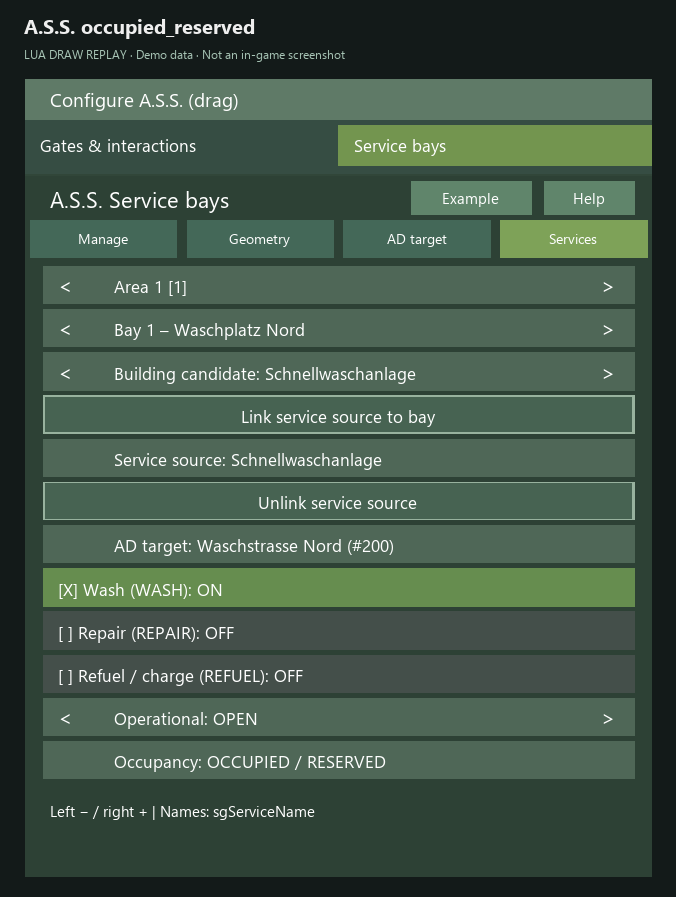 A.S.S. occupied_reserved
LUA DRAW REPLAY · Demo data · Not an in-game screenshot
Configure A.S.S. (drag)
Gates & interactions Service bays
A.S.S. Service bays Example Help
Manage Geometry AD target Services
< Area 1 [1] >
< Bay 1 – Waschplatz Nord >
< Building candidate: Schnellwaschanlage >
Link service source to bay
Service source: Schnellwaschanlage
Unlink service source
AD target: Waschstrasse Nord (#200)
[X] Wash (WASH): ON
[ ] Repair (REPAIR): OFF
[ ] Refuel / charge (REFUEL): OFF
< Operational: OPEN >
Occupancy: OCCUPIED / RESERVED
Left − / right + | Names: sgServiceName